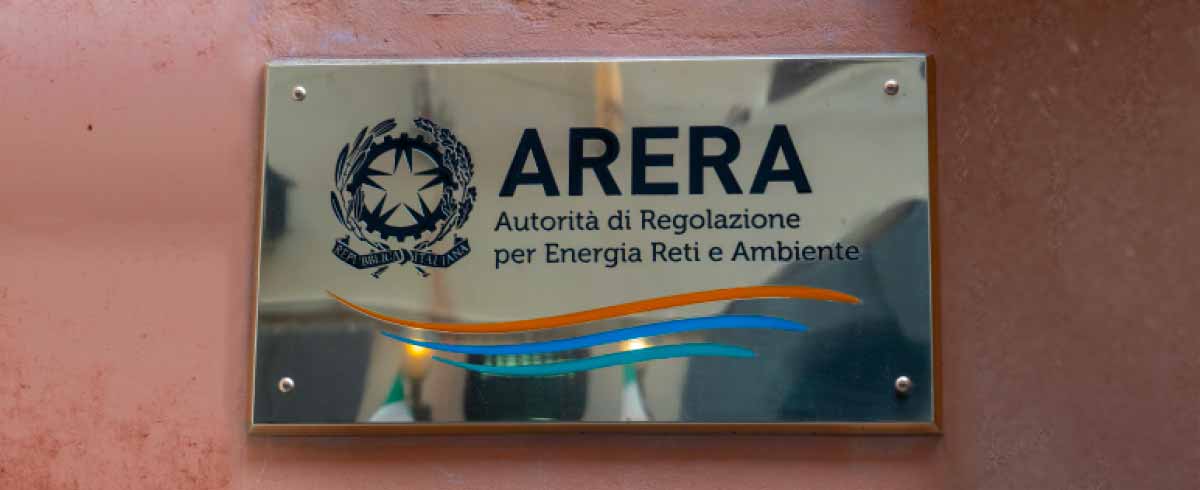 ARERA
Autorità di Regolazione
per Energia Reti e Ambiente
REPUBBLICA ITALIANA